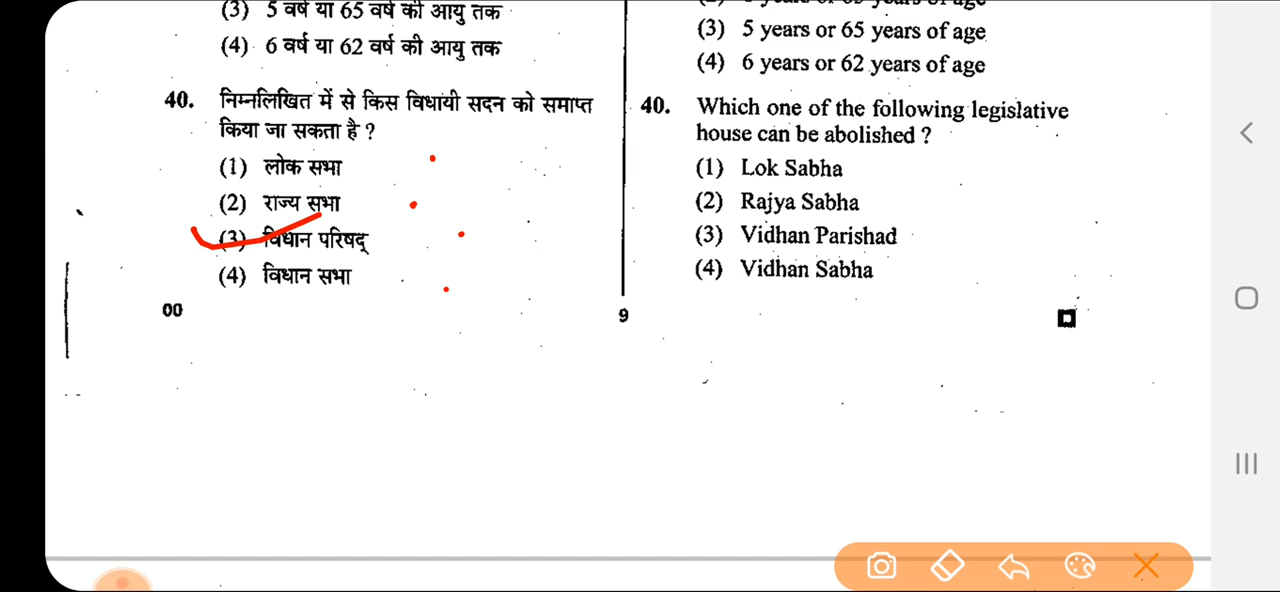 (3) 5 वर्ष या 65 वर्ष की आयु तक
(4) 6 वर्ष या 62 वर्ष की आयु तक
40. निम्नलिखित में से किस विधायी सदन को समाप्त
किया जा सकता है ?
(1) लोक सभा
(2) राज्य सभा
(3) विधान परिषद्
(4) विधान सभा
00
years of age
(3) 5 years or 65 years of age
(4) 6 years or 62 years of age
40. Which one of the following legislative
house can be abolished ?
(1) Lok Sabha
(2) Rajya Sabha
(3) Vidhan Parishad
(4) Vidhan Sabha
9